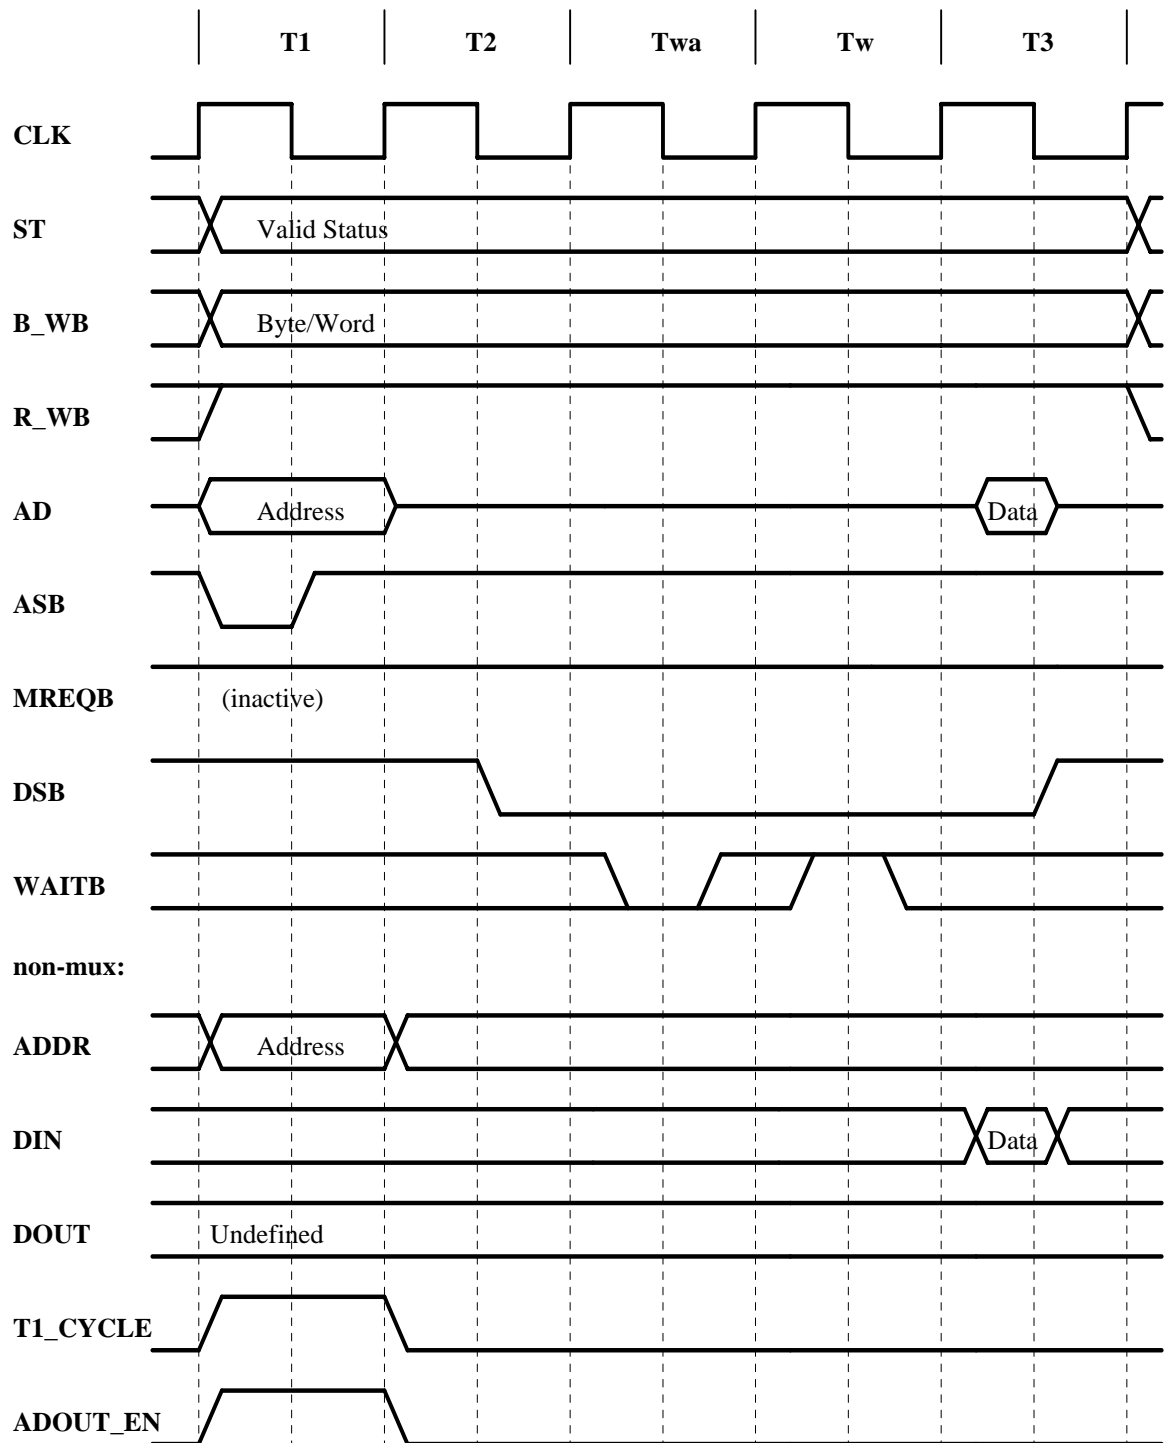 T1 T2 Twa Tw T3
CLK
ST Valid Status
B_WB Byte/Word
R_WB
AD Address Data
ASB
MREQB (inactive)
DSB
WAITB
non-mux:
ADDR Address
DIN Data
DOUT Undefined
T1_CYCLE
ADOUT_EN